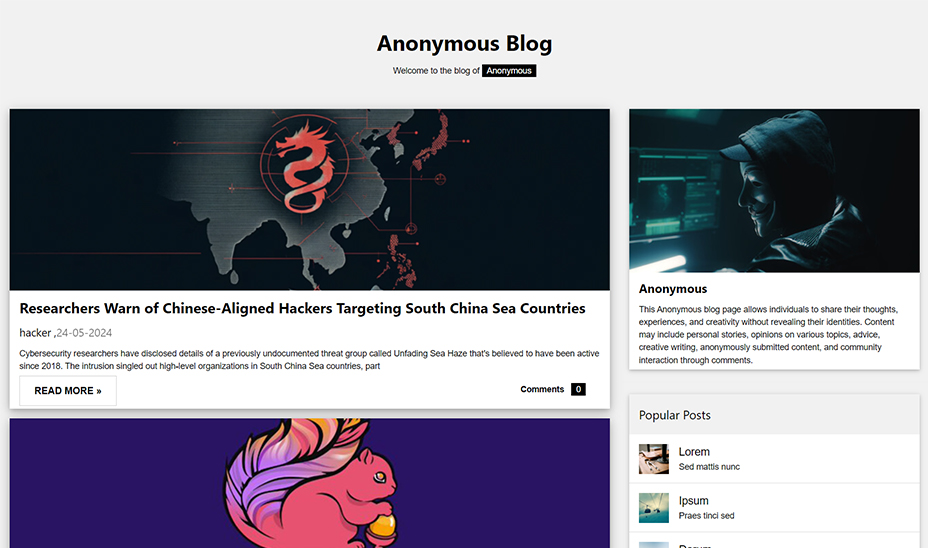 Anonymous Blog
Welcome to the blog of Anonymous
Researchers Warn of Chinese-Aligned Hackers Targeting South China Sea Countries
hacker ,24-05-2024
Cybersecurity researchers have disclosed details of a previously undocumented threat group called Unfading Sea Haze that's believed to have been active
since 2018. The intrusion singled out high-level organizations in South China Sea countries, part
READ MORE »
Comments 0
Anonymous
This Anonymous blog page allows individuals to share their thoughts,
experiences, and creativity without revealing their identities. Content
may include personal stories, opinions on various topics, advice,
creative writing, anonymously submitted content, and community
interaction through comments.
Popular Posts
Lorem
Sed mattis nunc
Ipsum
Praes tinci sed